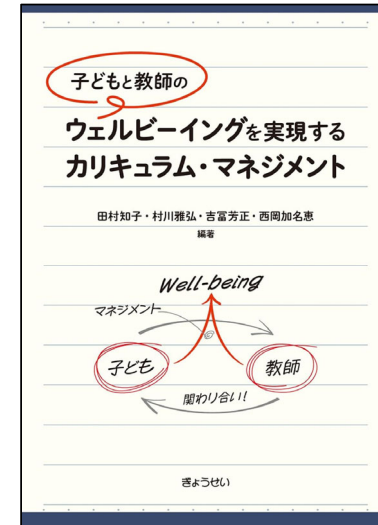 子どもと教師の
ウェルビーイングを実現する
カリキュラム・マネジメント
田村知子・村川雅弘・吉冨芳正・西岡加名恵
編著
Well-being
マネジメント
子ども
教師
関わり合い!
ぎょうせい